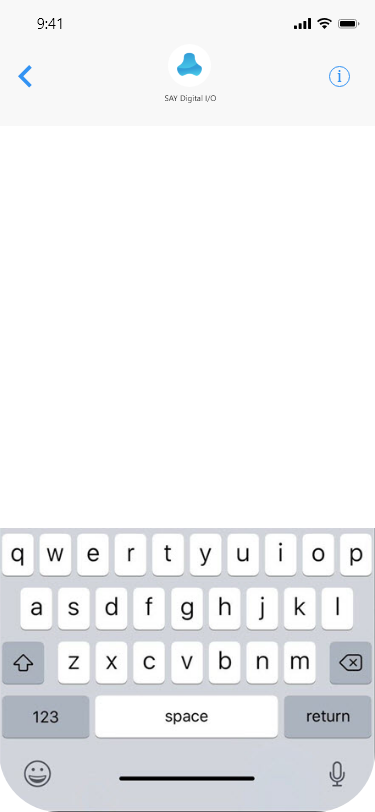 9:41
SAY Digital I/O
q w e r t y u i o p
a s d f g h j k l
z x c v b n m
123 space return